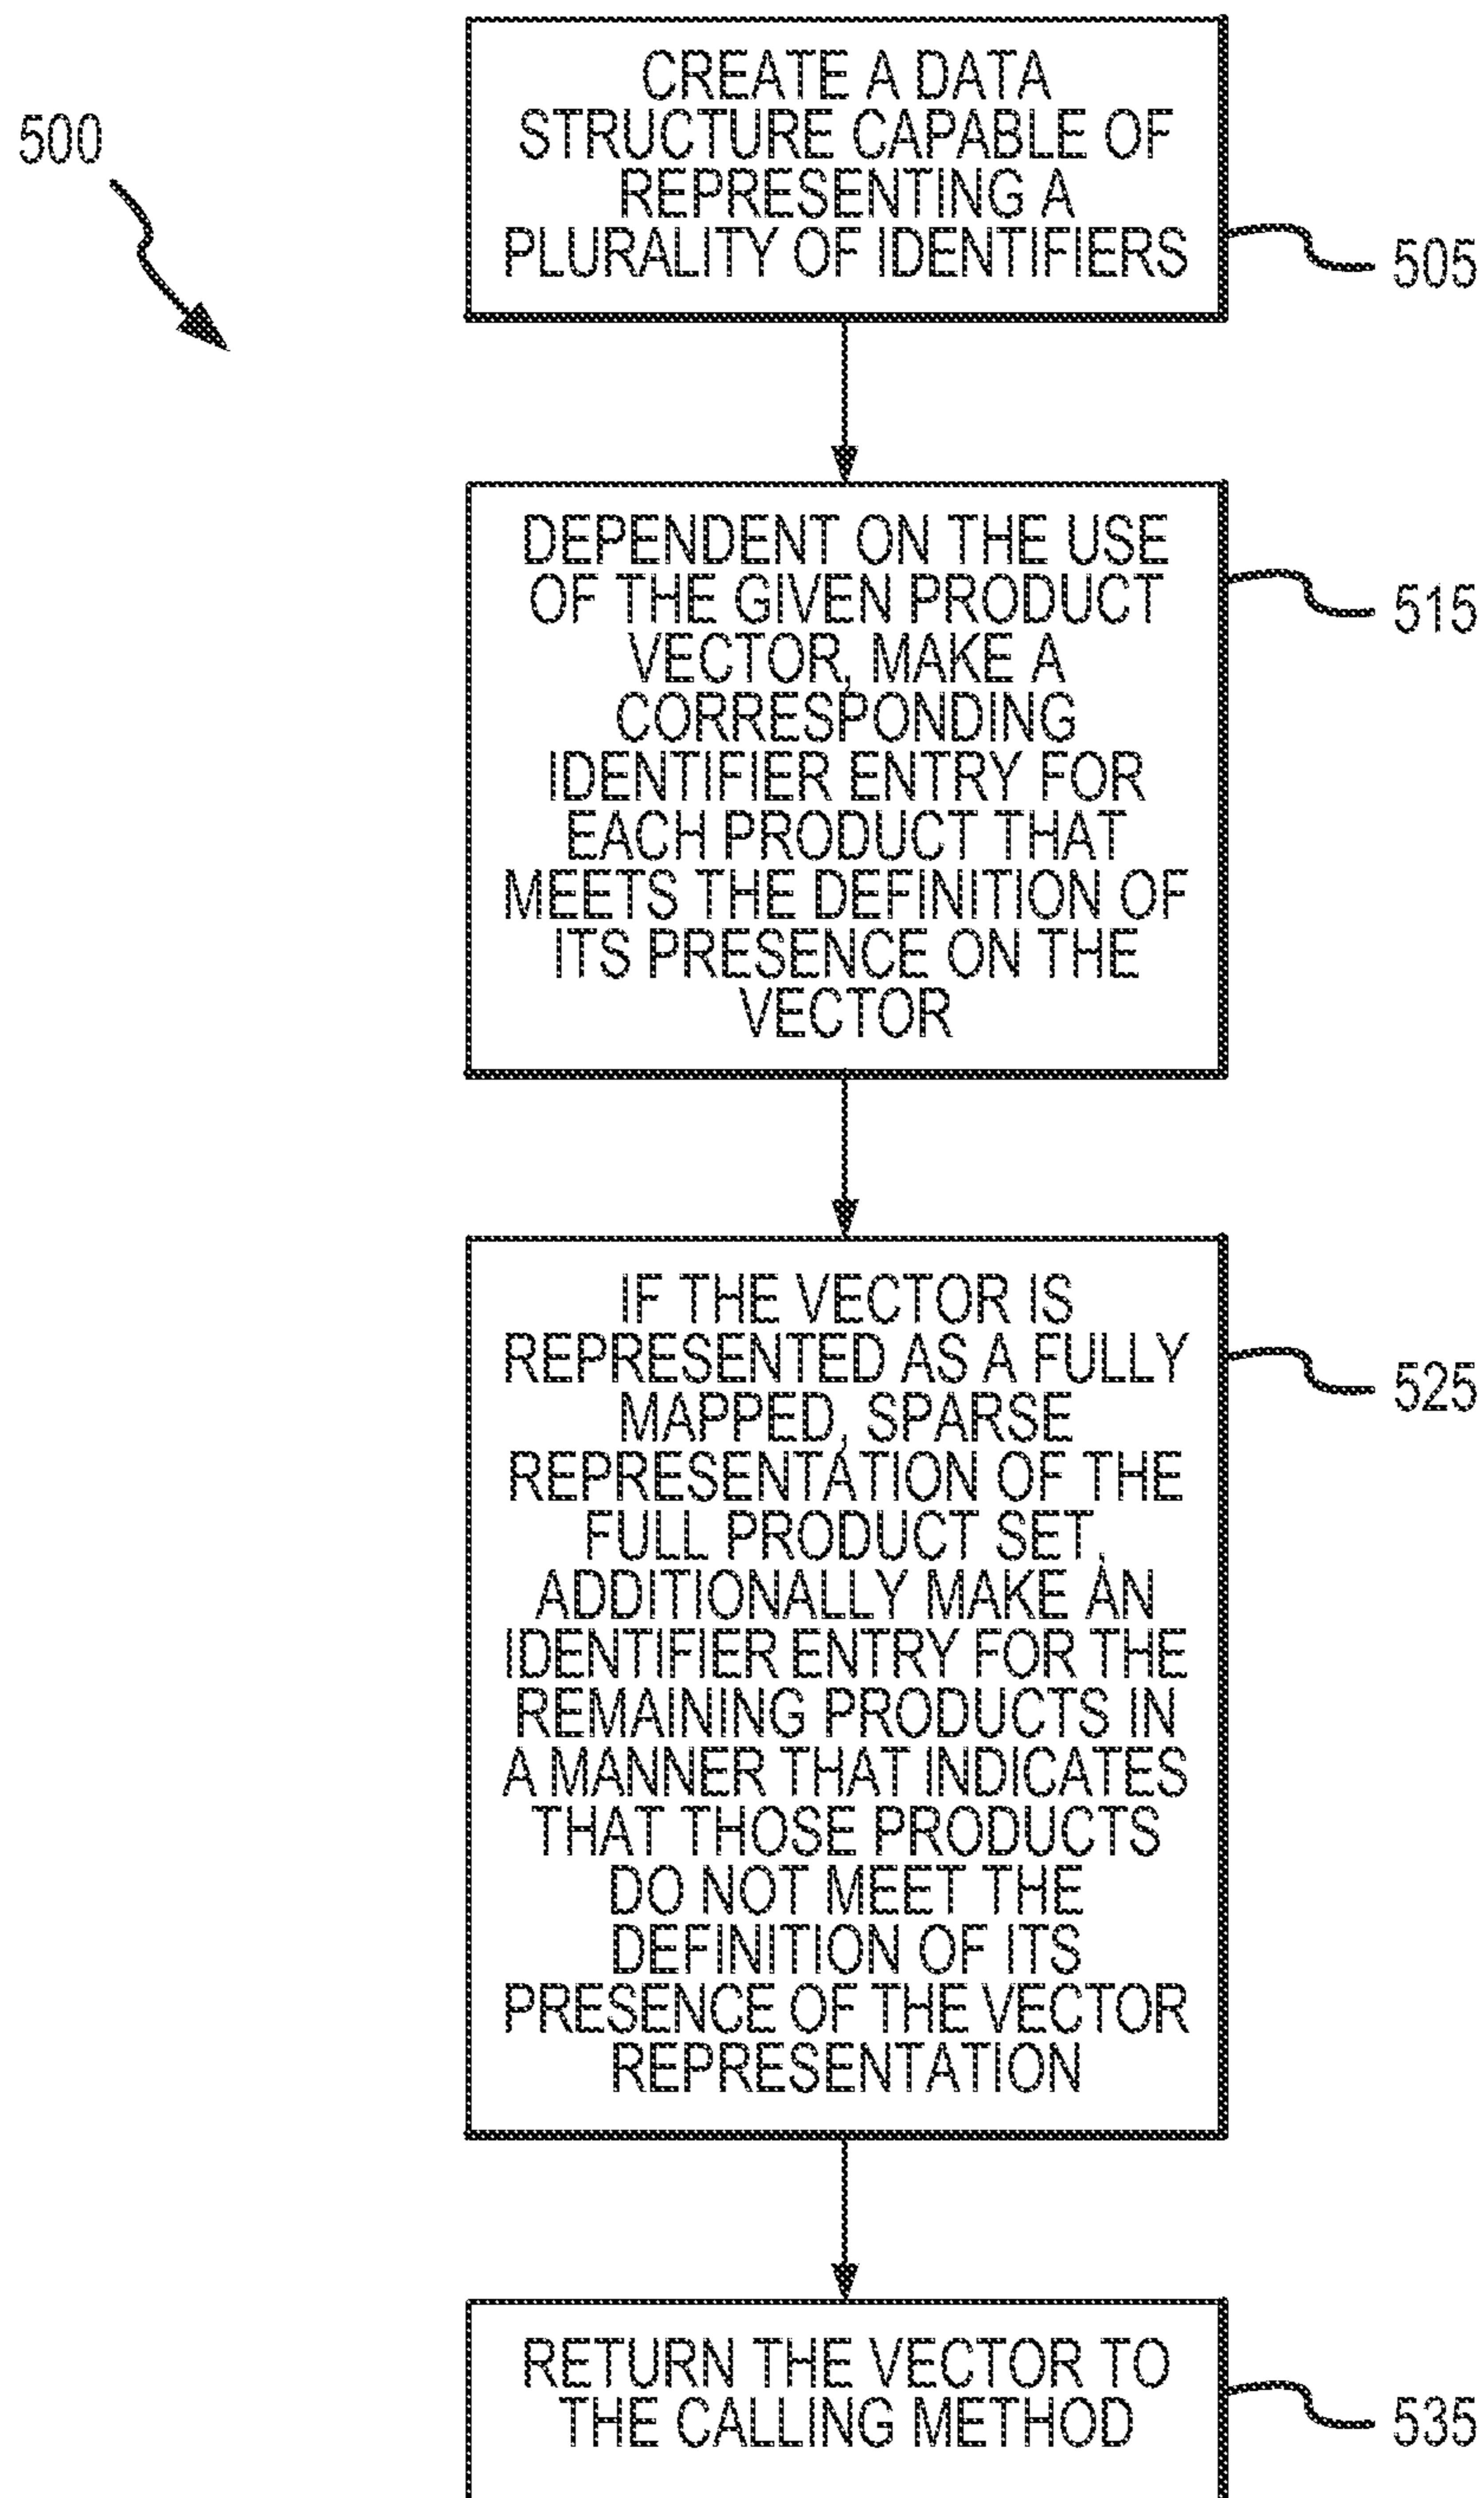 500
CREATE A DATA
STRUCTURE CAPABLE OF
REPRESENTING A
PLURALITY OF IDENTIFIERS
505
DEPENDENT ON THE USE
OF THE GIVEN PRODUCT
VECTOR, MAKE A
CORRESPONDING
IDENTIFIER ENTRY FOR
EACH PRODUCT THAT
MEETS THE DEFINITION OF
ITS PRESENCE ON THE
VECTOR
515
IF THE VECTOR IS
REPRESENTED AS A FULLY
MAPPED, SPARSE
REPRESENTATION OF THE
FULL PRODUCT SET,
ADDITIONALLY MAKE AN
IDENTIFIER ENTRY FOR THE
REMAINING PRODUCTS IN
A MANNER THAT INDICATES
THAT THOSE PRODUCTS
DO NOT MEET THE
DEFINITION OF ITS
PRESENCE OF THE VECTOR
REPRESENTATION
525
RETURN THE VECTOR TO
THE CALLING METHOD
535